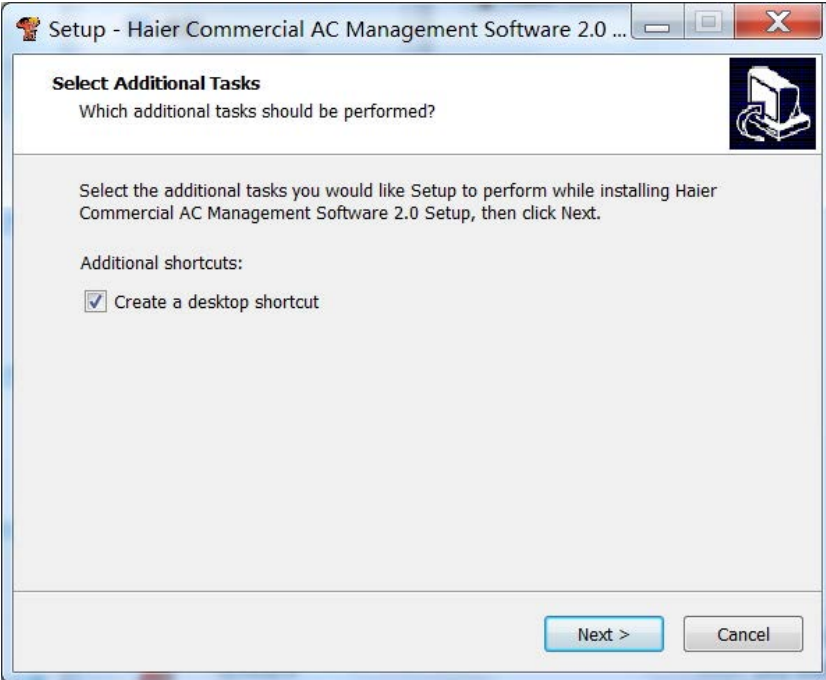 Setup - Haier Commercial AC Management Software 2.0 ...
Select Additional Tasks
Which additional tasks should be performed?
Select the additional tasks you would like Setup to perform while installing Haier
Commercial AC Management Software 2.0 Setup, then click Next.
Additional shortcuts:
Create a desktop shortcut
Next >
Cancel